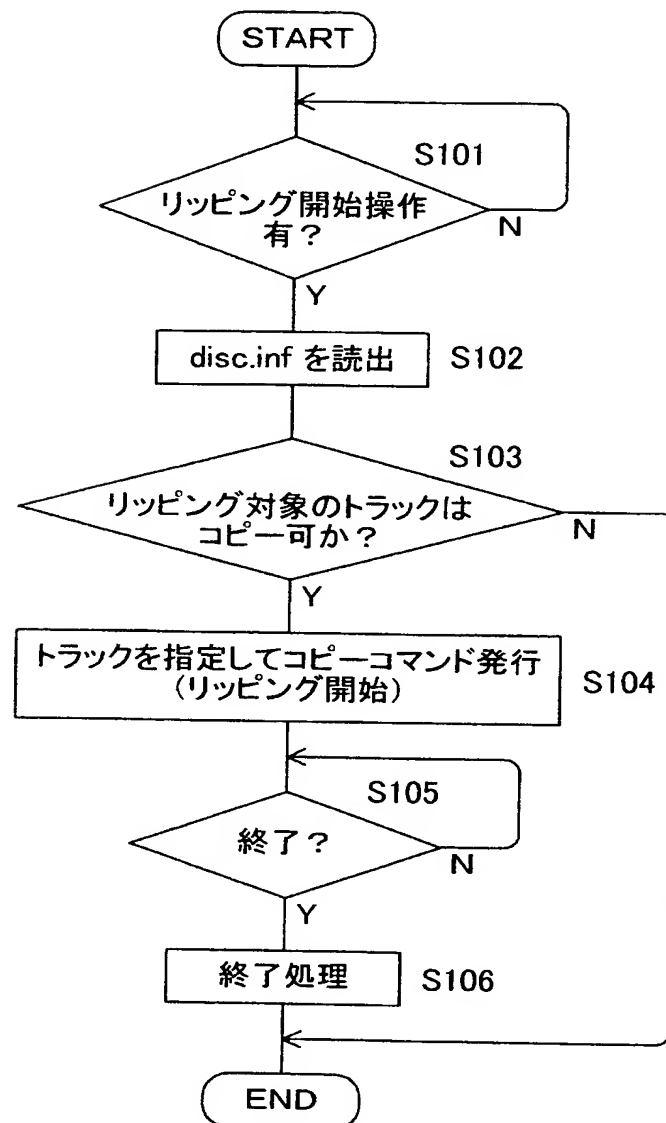 START
S101
リッピング開始操作
有？
N
Y
disc.inf を読出
S102
S103
リッピング対象のトラックは
コピー可か？
N
Y
トラックを指定してコピーコマンド発行
(リッピング開始)
S104
S105
終了？
N
Y
終了処理
S106
END